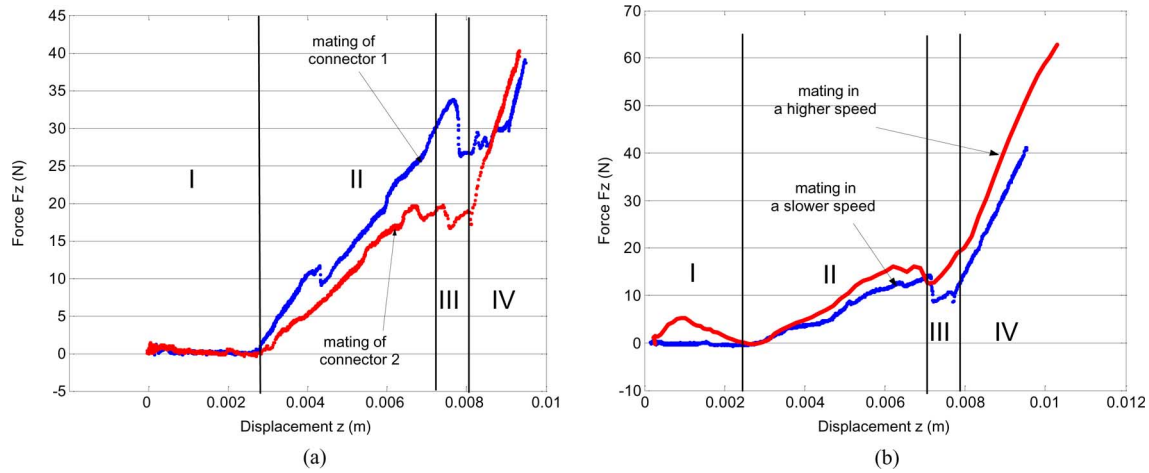 45
40
35
30
25
20
15
10
5
0
-5
Force Fz (N)
mating of
connector 1
I
II
III
IV
mating of
connector 2
0
0.002
0.004
0.006
0.008
0.01
Displacement z (m)
(a)
70
60
50
40
30
20
10
0
-10
Force Fz (N)
mating in
a higher speed
mating in
a slower speed
I
II
III
IV
0
0.002
0.004
0.006
0.008
0.01
0.012
Displacement z (m)
(b)